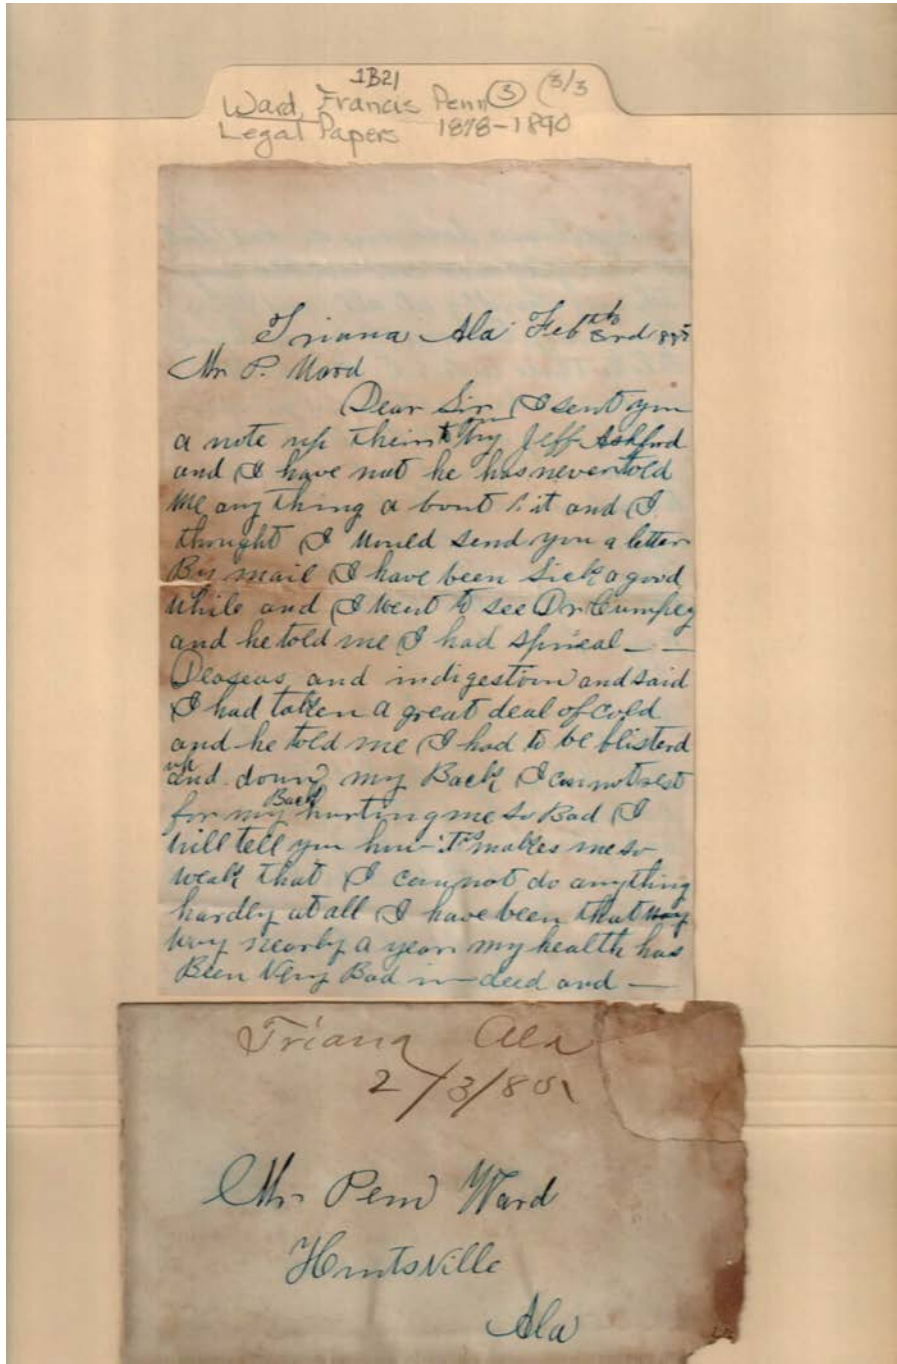 1B21
Ward, Francis Penn ③ (3/3
Legal Papers 1878-1890
Triana Ala Feb 3rd
Mr P. Ward
Dear Sir I sent you
a note up their by Jeff Ashford
and I have not he has never told
me any thing a bout it and I
thought I would send you a letter
By mail I have been Sick a good
while and I went to see Dr
and he told me I had spineal
Deaseas and indigestion and said
I had taken a great deal of cold
and he told me I had to be blisterd
up and down my Back I can not rest
for my Back hurting me so Bad I
will tell you how it makes me so
weak that I can not do anything
hardly at all I have been that way
way nearly a year my health has
Been Very Bad in deed and —
Triana Ala
2/3/85
Mr Penn Ward
Huntsville
Ala